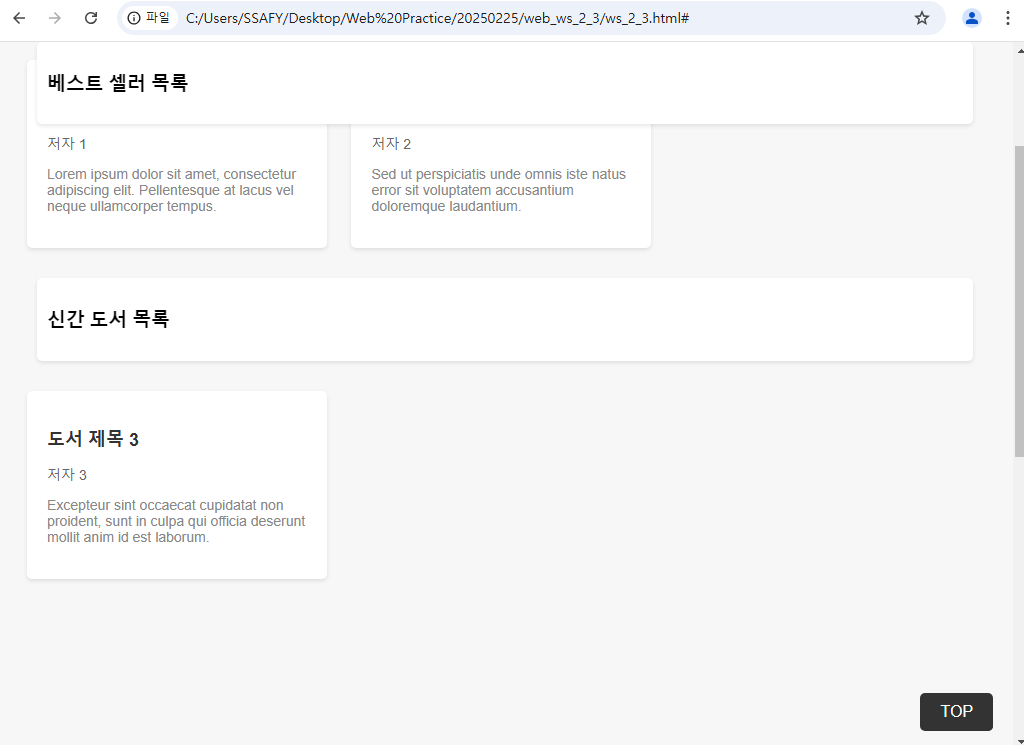 파일
C:/Users/SSAFY/Desktop/Web%20Practice/20250225/web_ws_2_3/ws_2_3.html#
베스트 셀러 목록
저자 1
Lorem ipsum dolor sit amet, consectetur
adipiscing elit. Pellentesque at lacus vel
neque ullamcorper tempus.
저자 2
Sed ut perspiciatis unde omnis iste natus
error sit voluptatem accusantium
doloremque laudantium.
신간 도서 목록
도서 제목 3
저자 3
Excepteur sint occaecat cupidatat non
proident, sunt in culpa qui officia deserunt
mollit anim id est laborum.
TOP